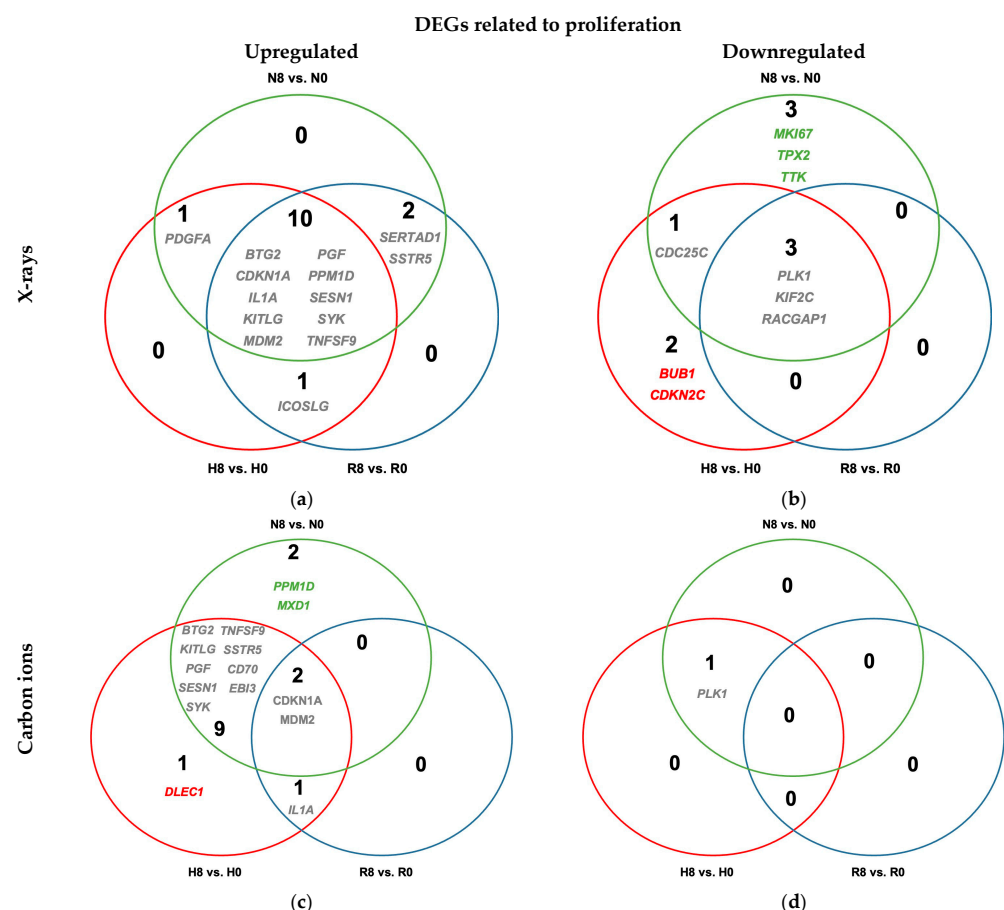 DEGs related to proliferation
Upregulated
Downregulated
X-rays
N8 vs. N0
0
1
PDGFA
10
BTG2 PGF
CDKN1A PPM1D
IL1A SESN1
KITLG SYK
MDM2 TNFSF9
2
SERTAD1
SSTR5
0
0
1
ICOSLG
H8 vs. H0
R8 vs. R0
(a)
N8 vs. N0
3
MKI67
TPX2
TTK
1
CDC25C
0
3
PLK1
KIF2C
RACGAP1
2
BUB1
CDKN2C
0
0
H8 vs. H0
R8 vs. R0
(b)
Carbon ions
N8 vs. N0
2
PPM1D
MXD1
BTG2 TNFSF9
KITLG SSTR5
PGF CD70
SESN1 EBI3
SYK
9
0
2
CDKN1A
MDM2
1
DLEC1
0
1
IL1A
H8 vs. H0
R8 vs. R0
(c)
N8 vs. N0
0
1
PLK1
0
0
0
0
0
H8 vs. H0
R8 vs. R0
(d)